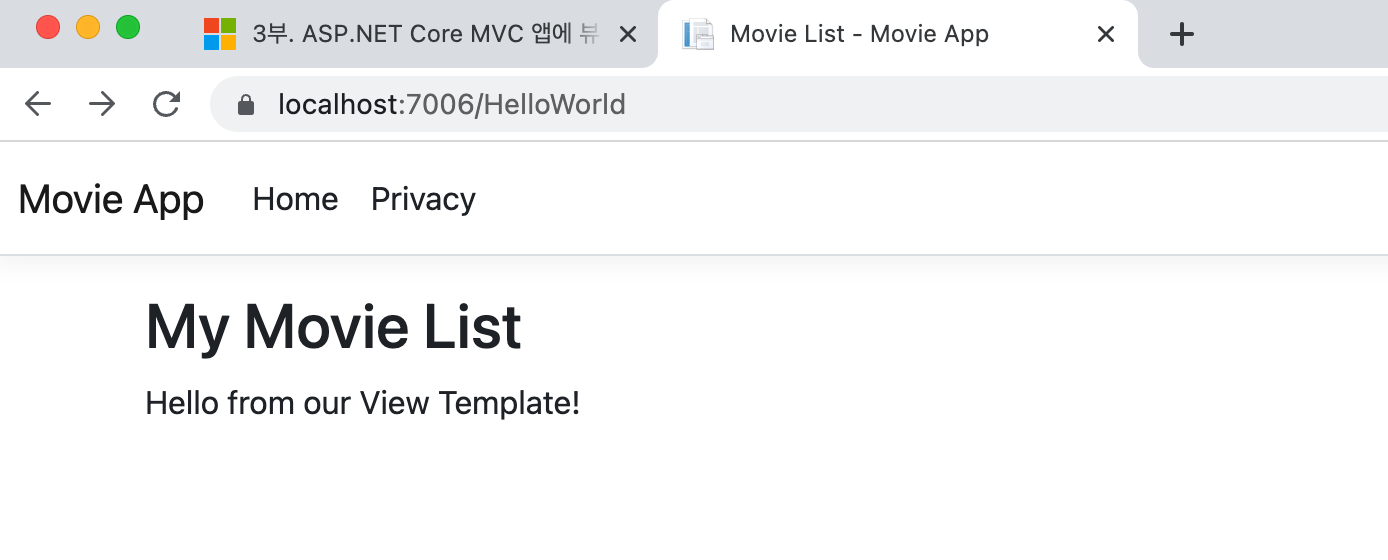 3부. ASP.NET Core MVC 앱에 뷰
Movie List - Movie App
localhost:7006/HelloWorld
Movie App Home Privacy
My Movie List
Hello from our View Template!